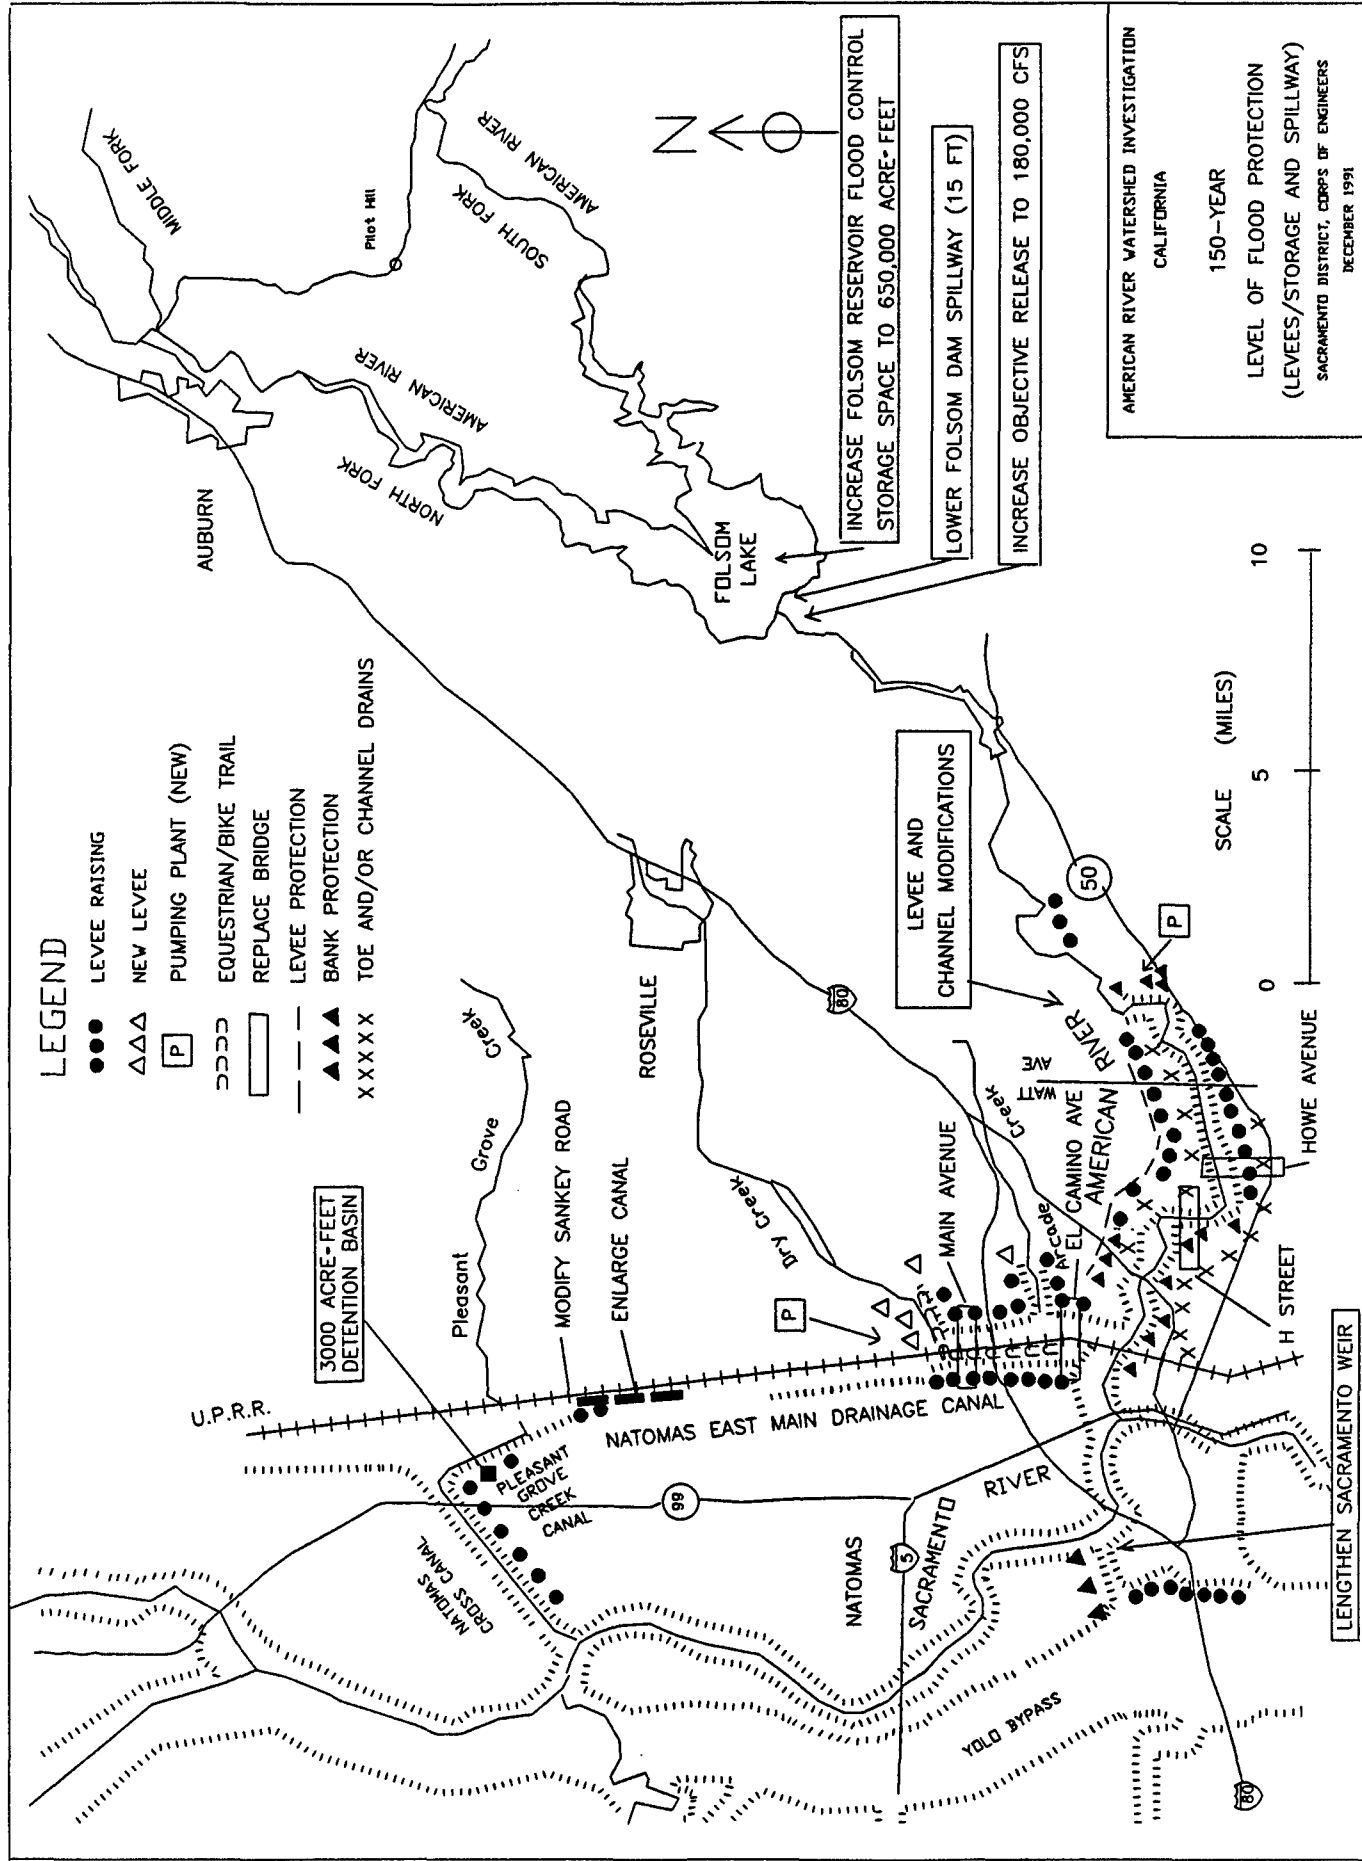 LEGEND
LEVEE RAISING
NEW LEVEE
P PUMPING PLANT (NEW)
EQUESTRIAN/BIKE TRAIL
REPLACE BRIDGE
LEVEE PROTECTION
BANK PROTECTION
XXXXX TOE AND/OR CHANNEL DRAINS
MIDDLE FORK
Pilot Hill
AUBURN
NORTH FORK
AMERICAN RIVER
SOUTH FORK
AMERICAN RIVER
FOLSOM
LAKE
N
INCREASE FOLSOM RESERVOIR FLOOD CONTROL
STORAGE SPACE TO 650,000 ACRE-FEET
LOWER FOLSOM DAM SPILLWAY (15 FT)
INCREASE OBJECTIVE RELEASE TO 180,000 CFS
3000 ACRE-FEET
DETENTION BASIN
U.P.R.R.
Pleasant
Grove
Creek
MODIFY SANKEY ROAD
ENLARGE CANAL
ROSEVILLE
PLEASANT
GROVE
CREEK
CANAL
NATOMAS
CROSS CANAL
NATOMAS EAST MAIN DRAINAGE CANAL
99
80
Dry Creek
P
MAIN AVENUE
Arcade
Creek
EL CAMINO AVE
AMERICAN
RIVER
WATT
AVE
LEVEE AND
CHANNEL MODIFICATIONS
50
P
NATOMAS
5
SACRAMENTO
RIVER
YOLO BYPASS
80
H STREET
HOWE AVENUE
LENGTHEN SACRAMENTO WEIR
0
5
10
SCALE (MILES)
AMERICAN RIVER WATERSHED INVESTIGATION
CALIFORNIA
150-YEAR
LEVEL OF FLOOD PROTECTION
(LEVEES/STORAGE AND SPILLWAY)
SACRAMENTO DISTRICT, CORPS OF ENGINEERS
DECEMBER 1991